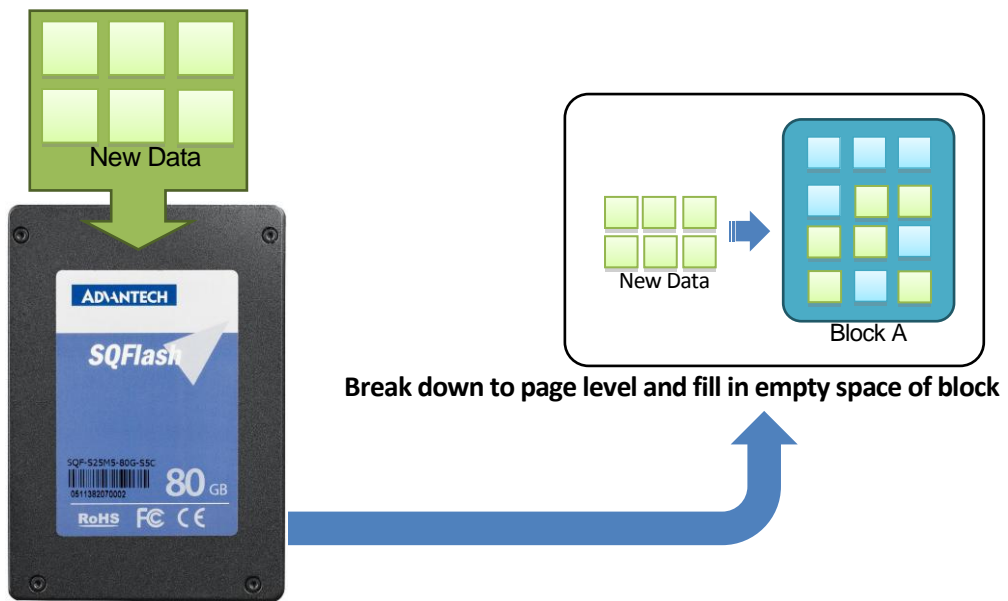 New Data
ADVANTECH
SQFlash
SQF-S25M5-80G-S5C
0511382070002
80 GB
RoHS FC CE
New Data
Block A
Break down to page level and fill in empty space of block